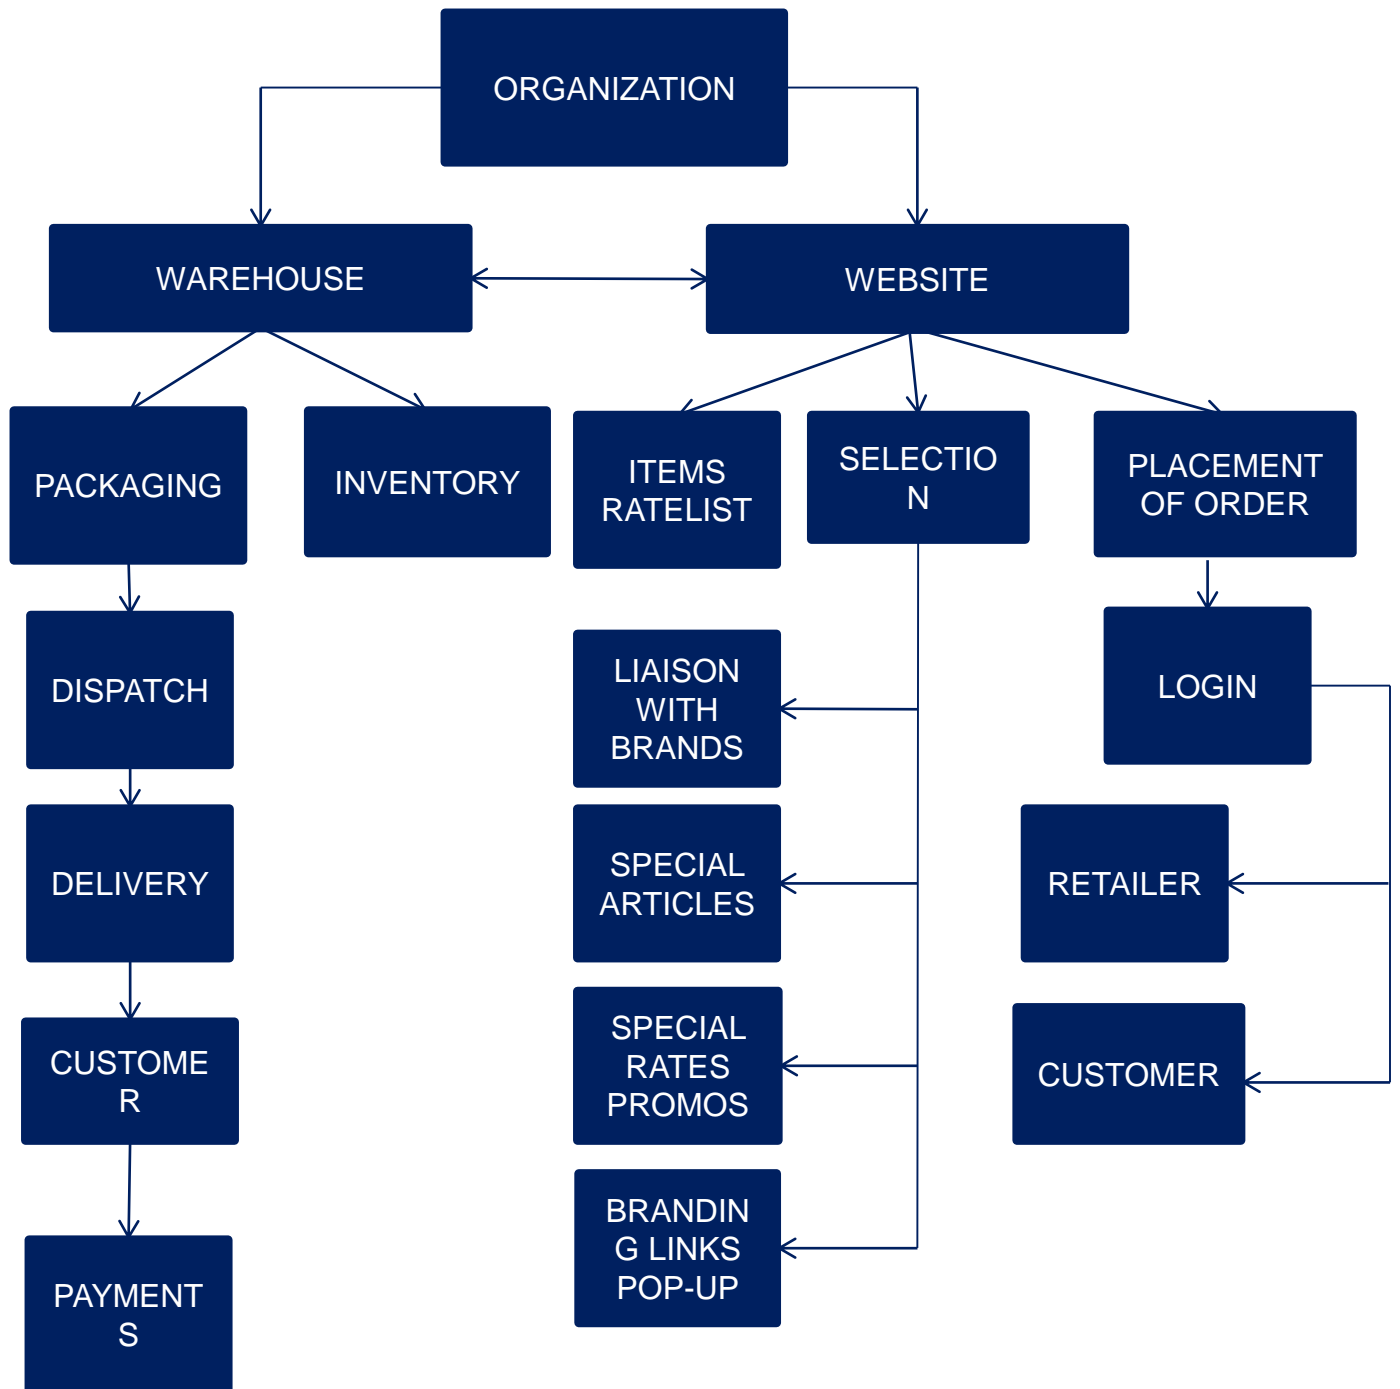 ORGANIZATION
WAREHOUSE
WEBSITE
PACKAGING
INVENTORY
ITEMS
RATELIST
SELECTIO
N
PLACEMENT
OF ORDER
DISPATCH
LIAISON
WITH
BRANDS
LOGIN
DELIVERY
SPECIAL
ARTICLES
RETAILER
CUSTOME
R
SPECIAL
RATES
PROMOS
CUSTOMER
PAYMENT
S
BRANDIN
G LINKS
POP-UP